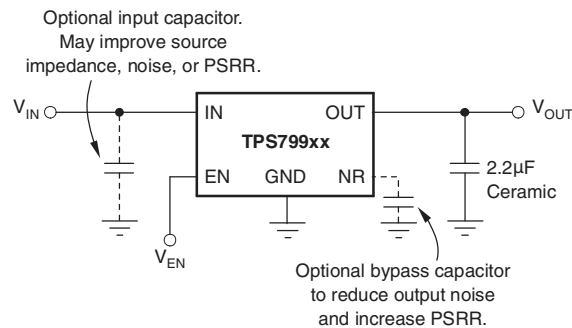 Optional input capacitor.
May improve source
impedance, noise, or PSRR.
V_IN
IN
OUT
V_OUT
TPS799xx
EN
GND
NR
2.2µF
Ceramic
V_EN
Optional bypass capacitor
to reduce output noise
and increase PSRR.